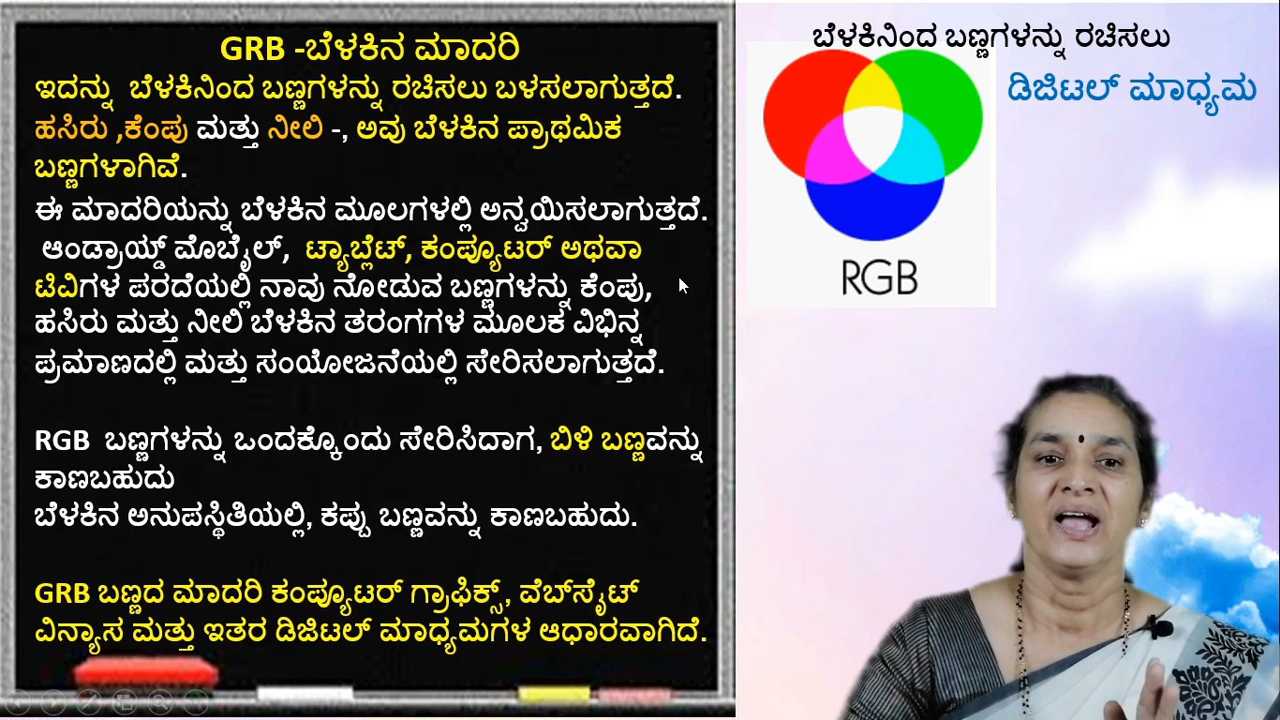 GRB -ಬೆಳಕಿನ ಮಾದರಿ
ಇದನ್ನು ಬೆಳಕಿನಿಂದ ಬಣ್ಣಗಳನ್ನು ರಚಿಸಲು ಬಳಸಲಾಗುತ್ತದೆ.
ಹಸಿರು ,ಕೆಂಪು ಮತ್ತು ನೀಲಿ -, ಅವು ಬೆಳಕಿನ ಪ್ರಾಥಮಿಕ
ಬಣ್ಣಗಳಾಗಿವೆ.
ಈ ಮಾದರಿಯನ್ನು ಬೆಳಕಿನ ಮೂಲಗಳಲ್ಲಿ ಅನ್ವಯಿಸಲಾಗುತ್ತದೆ.
ಆಂಡ್ರಾಯ್ಡ್ ಮೊಬೈಲ್, ಟ್ಯಾಬ್ಲೆಟ್, ಕಂಪ್ಯೂಟರ್ ಅಥವಾ
ಟಿವಿಗಳ ಪರದೆಯಲ್ಲಿ ನಾವು ನೋಡುವ ಬಣ್ಣಗಳನ್ನು ಕೆಂಪು,
ಹಸಿರು ಮತ್ತು ನೀಲಿ ಬೆಳಕಿನ ತರಂಗಗಳ ಮೂಲಕ ವಿಭಿನ್ನ
ಪ್ರಮಾಣದಲ್ಲಿ ಮತ್ತು ಸಂಯೋಜನೆಯಲ್ಲಿ ಸೇರಿಸಲಾಗುತ್ತದೆ.
RGB ಬಣ್ಣಗಳನ್ನು ಒಂದಕ್ಕೊಂದು ಸೇರಿಸಿದಾಗ, ಬಿಳಿ ಬಣ್ಣವನ್ನು
ಕಾಣಬಹುದು
ಬೆಳಕಿನ ಅನುಪಸ್ಥಿತಿಯಲ್ಲಿ, ಕಪ್ಪು ಬಣ್ಣವನ್ನು ಕಾಣಬಹುದು.
GRB ಬಣ್ಣದ ಮಾದರಿ ಕಂಪ್ಯೂಟರ್ ಗ್ರಾಫಿಕ್ಸ್, ವೆಬ್‌ಸೈಟ್
ವಿನ್ಯಾಸ ಮತ್ತು ಇತರ ಡಿಜಿಟಲ್ ಮಾಧ್ಯಮಗಳ ಆಧಾರವಾಗಿದೆ.
ಬೆಳಕಿನಿಂದ ಬಣ್ಣಗಳನ್ನು ರಚಿಸಲು
ಡಿಜಿಟಲ್ ಮಾಧ್ಯಮ
RGB